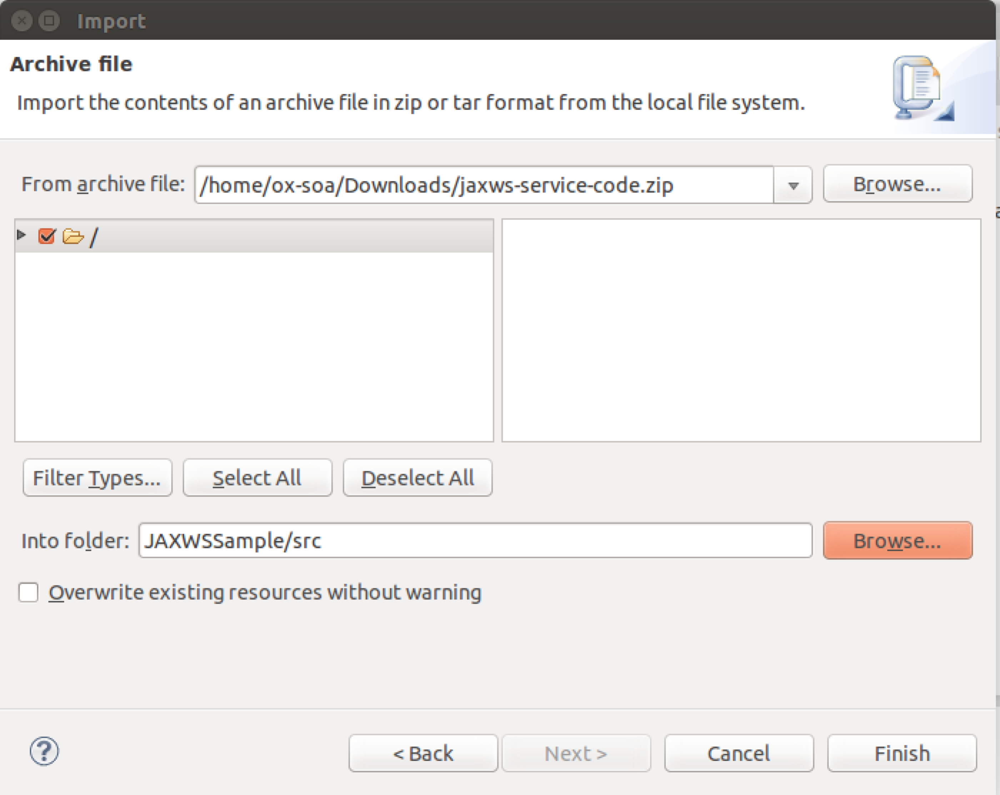 Import
Archive file
Import the contents of an archive file in zip or tar format from the local file system.
From archive file: /home/ox-soa/Downloads/jaxws-service-code.zip Browse...
/
Filter Types... Select All Deselect All
Into folder: JAXWSSample/src Browse...
Overwrite existing resources without warning
? < Back Next > Cancel Finish